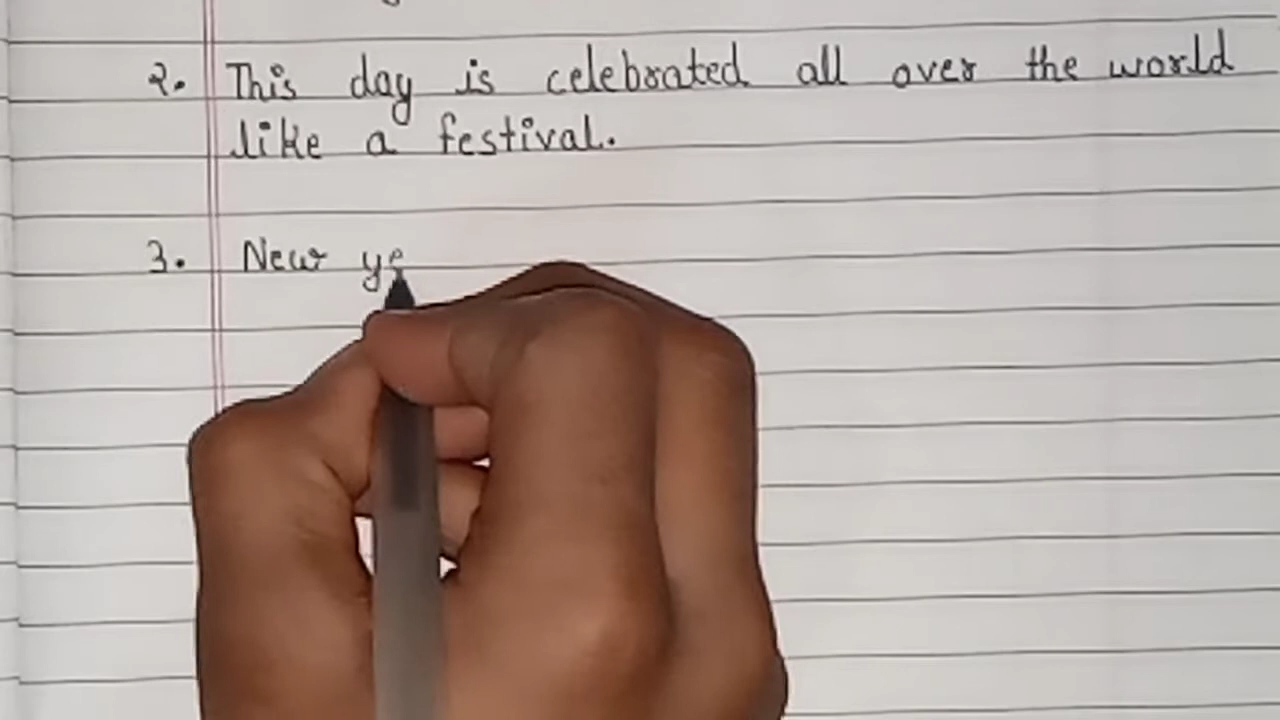 2. This day is celebrated all over the world
like a festival.
3. New ye